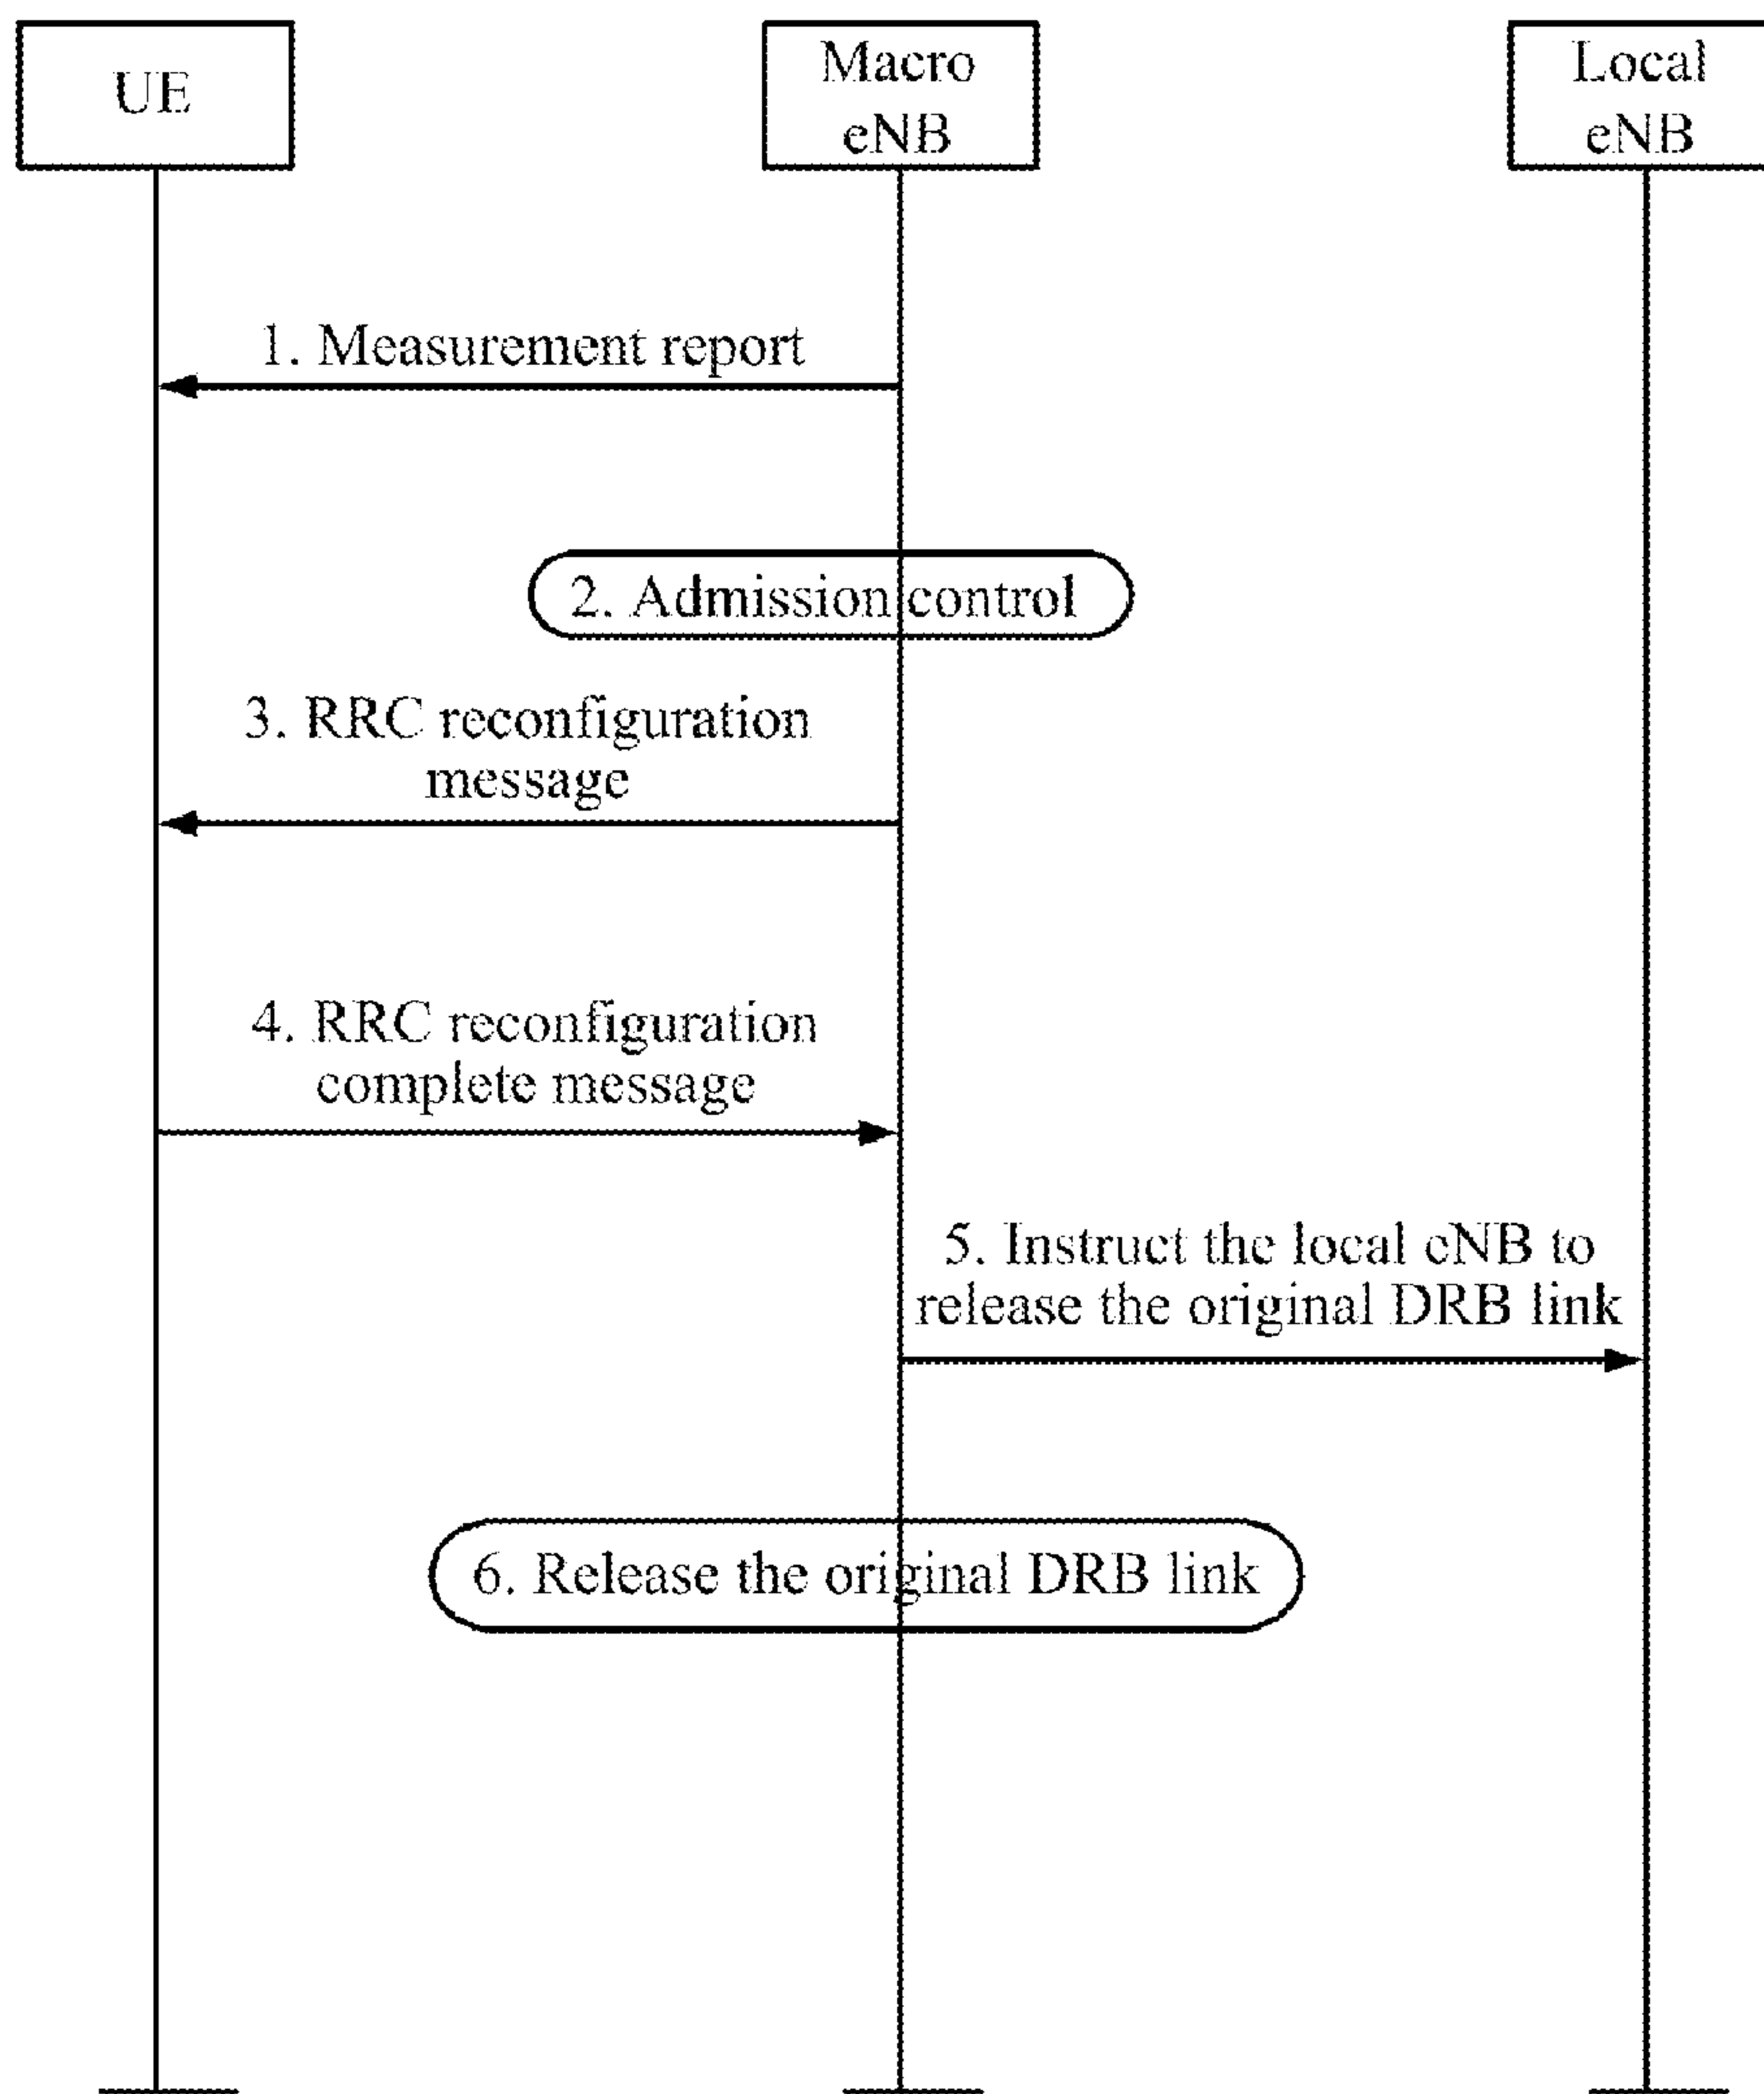 UE
Macro
eNB
Local
eNB
1. Measurement report
2. Admission control
3. RRC reconfiguration
message
4. RRC reconfiguration
complete message
5. Instruct the local eNB to
release the original DRB link
6. Release the original DRB link